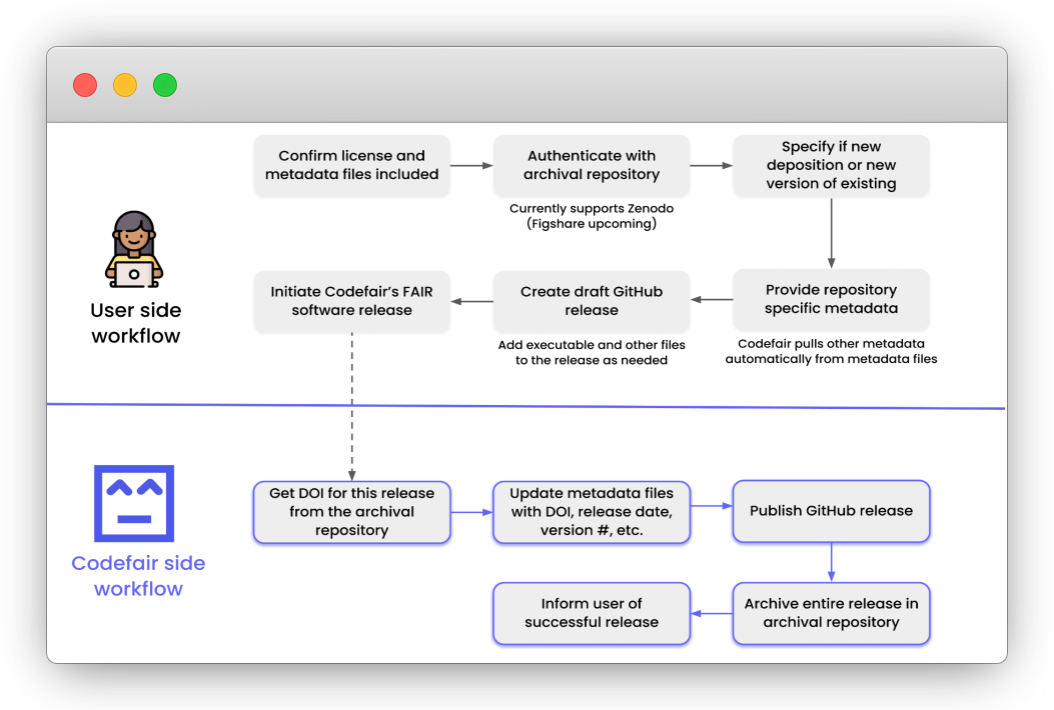 Confirm license and
metadata files included
Authenticate with
archival repository
Currently supports Zenodo
(Figshare upcoming)
Specify if new
deposition or new
version of existing
User side
workflow
Provide repository
specific metadata
Codefair pulls other metadata
automatically from metadata files
Create draft GitHub
release
Add executable and other files
to the release as needed
Initiate Codefair's FAIR
software release
Codefair side
workflow
Get DOI for this release
from the archival
repository
Update metadata files
with DOI, release date,
version #, etc.
Publish GitHub release
Archive entire release in
archival repository
Inform user of
successful release